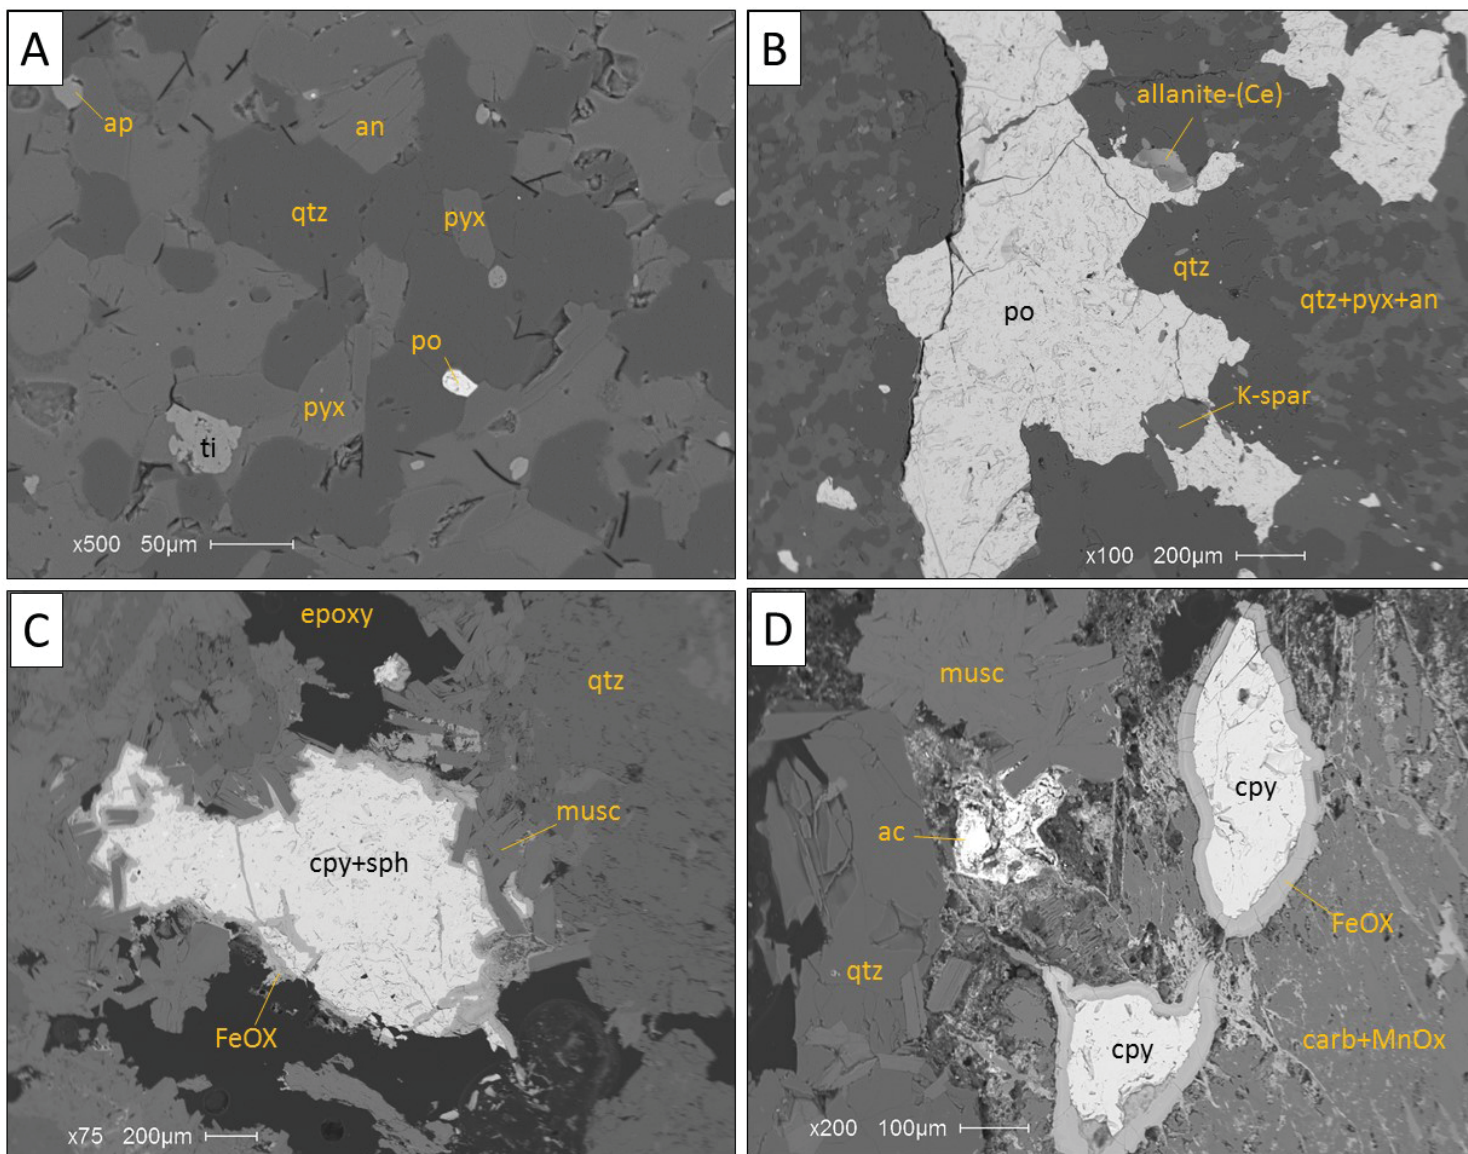 A
ap
an
qtz
pyx
po
pyx
ti
x500 50µm
B
allanite-(Ce)
qtz
qtz+pyx+an
po
K-spar
x100 200µm
C
epoxy
qtz
musc
cpy+sph
FeOX
x75 200µm
D
musc
cpy
ac
FeOX
qtz
carb+MnOx
cpy
x200 100µm